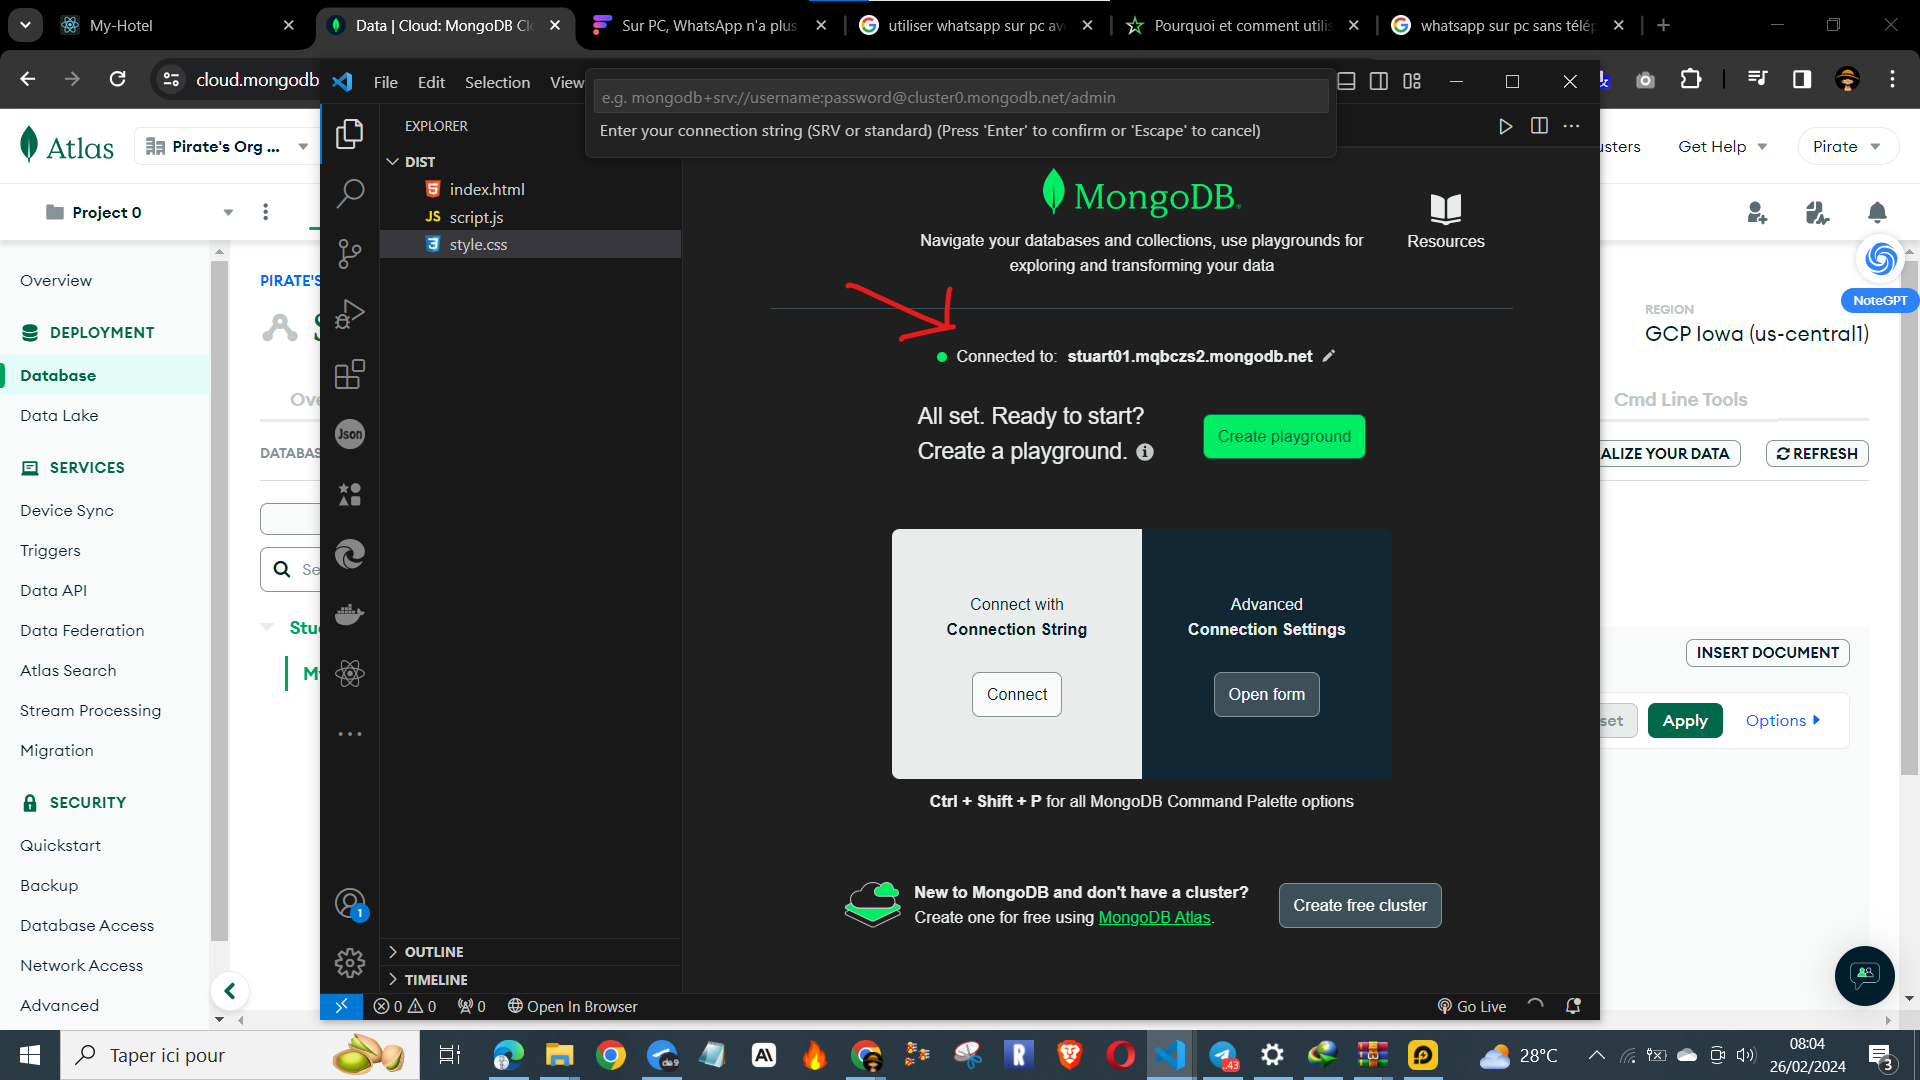 My-Hotel
Data | Cloud: MongoDB Clo
Sur PC, WhatsApp n'a plus
utiliser whatsapp sur pc ave
Pourquoi et comment utilis
whatsapp sur pc sans télép
cloud.mongodb
File Edit Selection View
e.g. mongodb+srv://username:password@cluster0.mongodb.net/admin
Enter your connection string (SRV or standard) (Press 'Enter' to confirm or 'Escape' to cancel)
Atlas
Pirate's Org ...
usters
Get Help
Pirate
Project 0
EXPLORER
DIST
index.html
JS script.js
style.css
MongoDB.
Navigate your databases and collections, use playgrounds for
exploring and transforming your data
Resources
NoteGPT
Overview
DEPLOYMENT
Database
Data Lake
SERVICES
Device Sync
Triggers
Data API
Data Federation
Atlas Search
Stream Processing
Migration
SECURITY
Quickstart
Backup
Database Access
Network Access
Advanced
PIRATE'S
S
Ove
DATABAS
Se
Stu
My
REGION
GCP Iowa (us-central1)
Cmd Line Tools
ALIZE YOUR DATA
REFRESH
INSERT DOCUMENT
set
Apply
Options
Json
Connected to: stuart01.mqbczs2.mongodb.net
All set. Ready to start?
Create a playground.
Create playground
Connect with
Connection String
Connect
Advanced
Connection Settings
Open form
Ctrl + Shift + P for all MongoDB Command Palette options
New to MongoDB and don't have a cluster?
Create one for free using MongoDB Atlas.
Create free cluster
1
OUTLINE
TIMELINE
0 0 0 Open In Browser
Go Live
Taper ici pour
28°C
08:04
26/02/2024
3